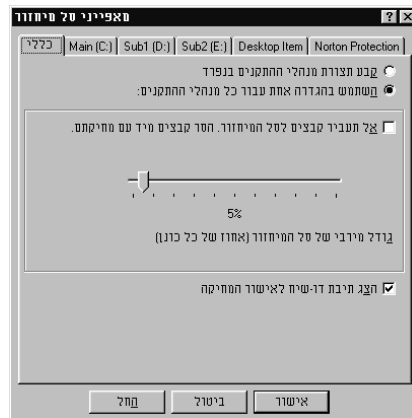 מאפייני סל מיחזור
כללי Main (C:) Sub1 (D:) Sub2 (E:) Desktop Item Norton Protection
קבע תצורת מנהלי ההתקנים בנפרד
השתמש בהגדרה אחת עבור כל מנהלי ההתקנים:
אל תעביר קבצים לסל המיחזור. הסר קבצים מיד עם מחיקתם.
5%
גודל מירבי של סל המיחזור (אחוז של כל כונן)
הצג תיבת דו-שיח לאישור המחיקה
אישור ביטול החל